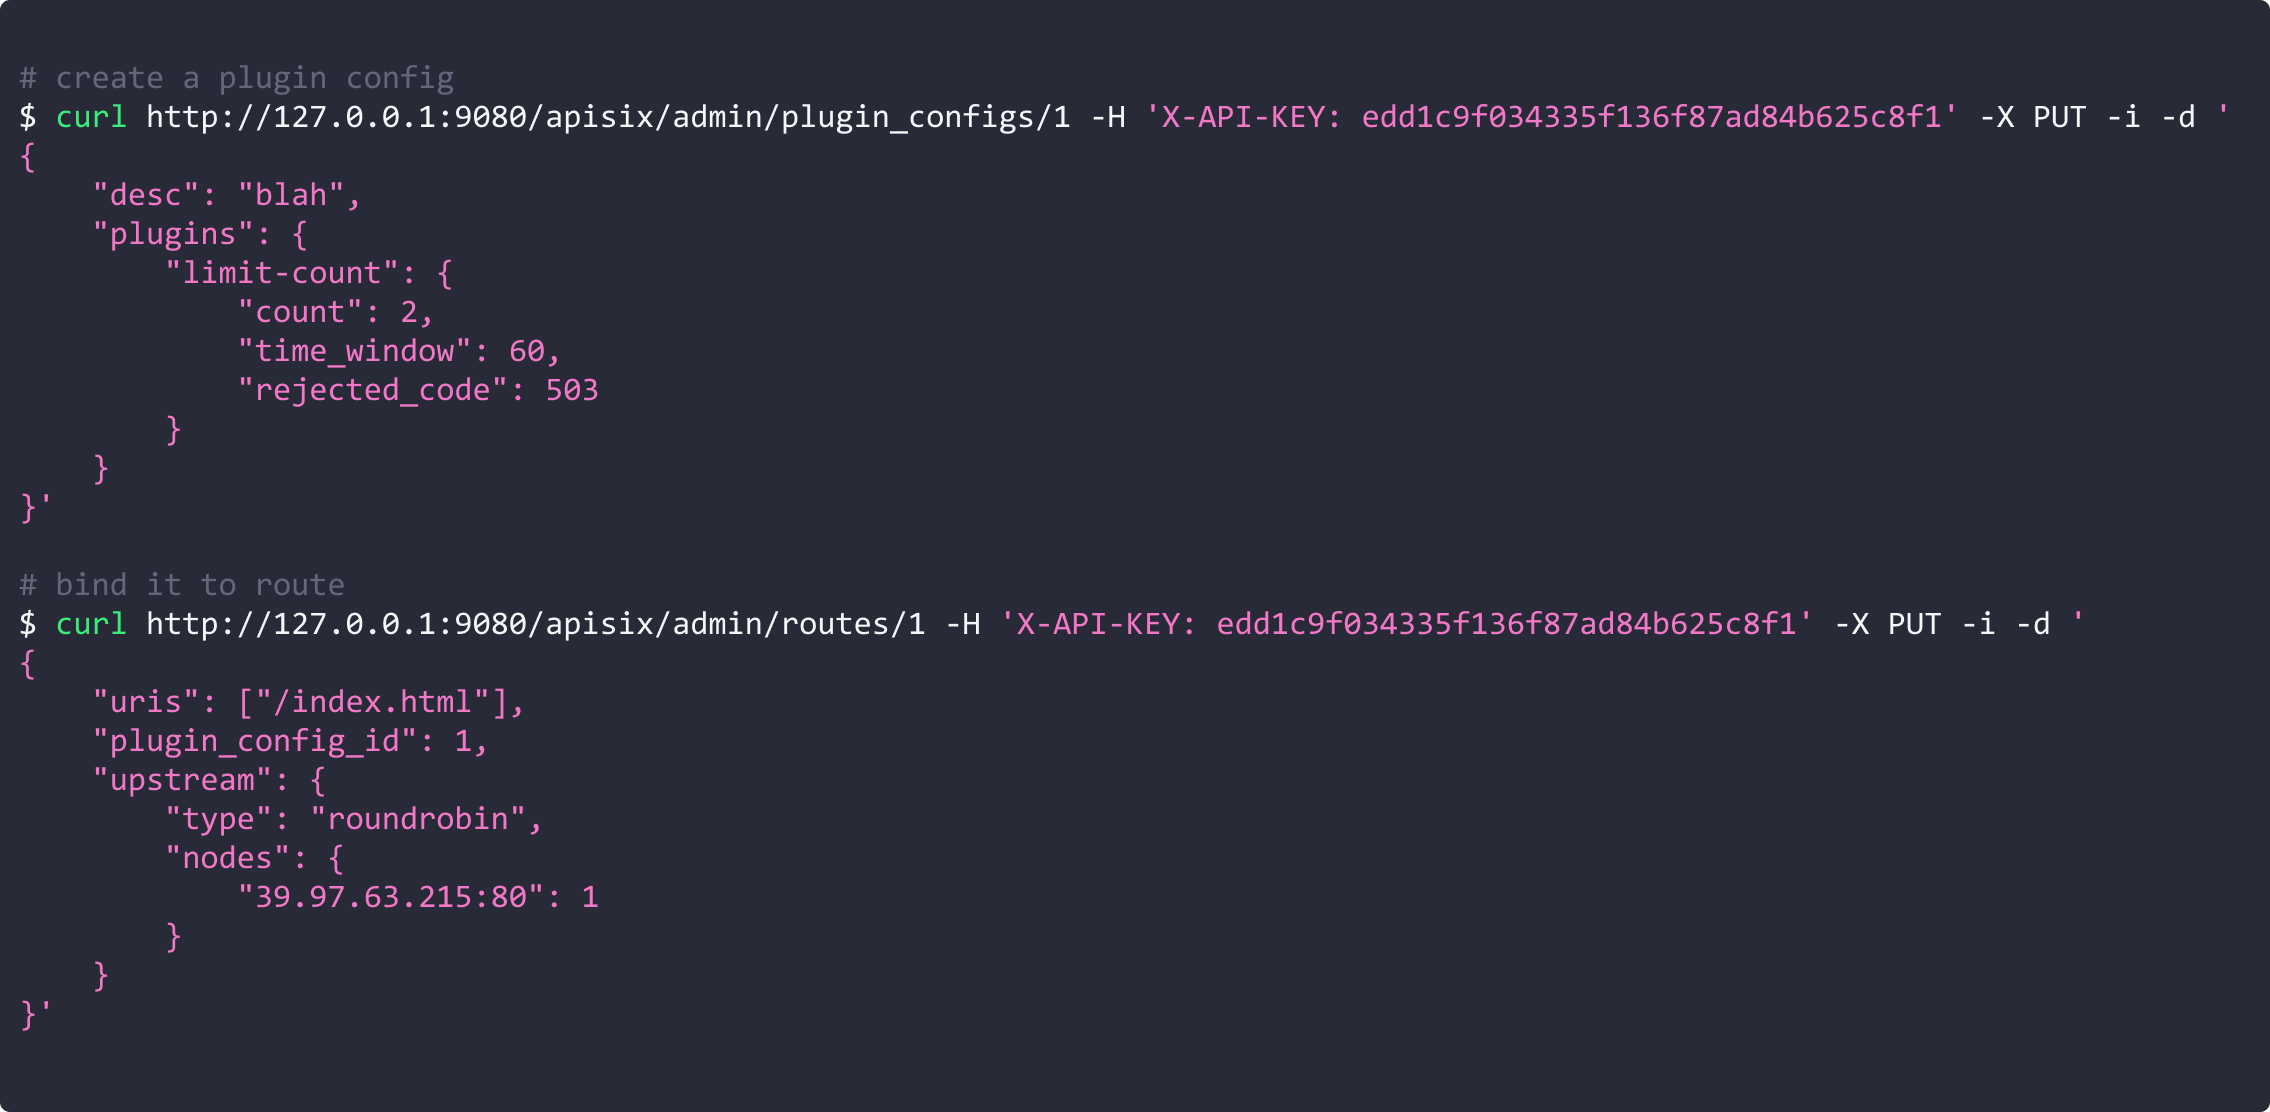 # create a plugin config
$ curl http://127.0.0.1:9080/apisix/admin/plugin_configs/1 -H 'X-API-KEY: edd1c9f034335f136f87ad84b625c8f1' -X PUT -i -d '
{
    "desc": "blah",
    "plugins": {
        "limit-count": {
            "count": 2,
            "time_window": 60,
            "rejected_code": 503
        }
    }
}'

# bind it to route
$ curl http://127.0.0.1:9080/apisix/admin/routes/1 -H 'X-API-KEY: edd1c9f034335f136f87ad84b625c8f1' -X PUT -i -d '
{
    "uris": ["/index.html"],
    "plugin_config_id": 1,
    "upstream": {
        "type": "roundrobin",
        "nodes": {
            "39.97.63.215:80": 1
        }
    }
}'